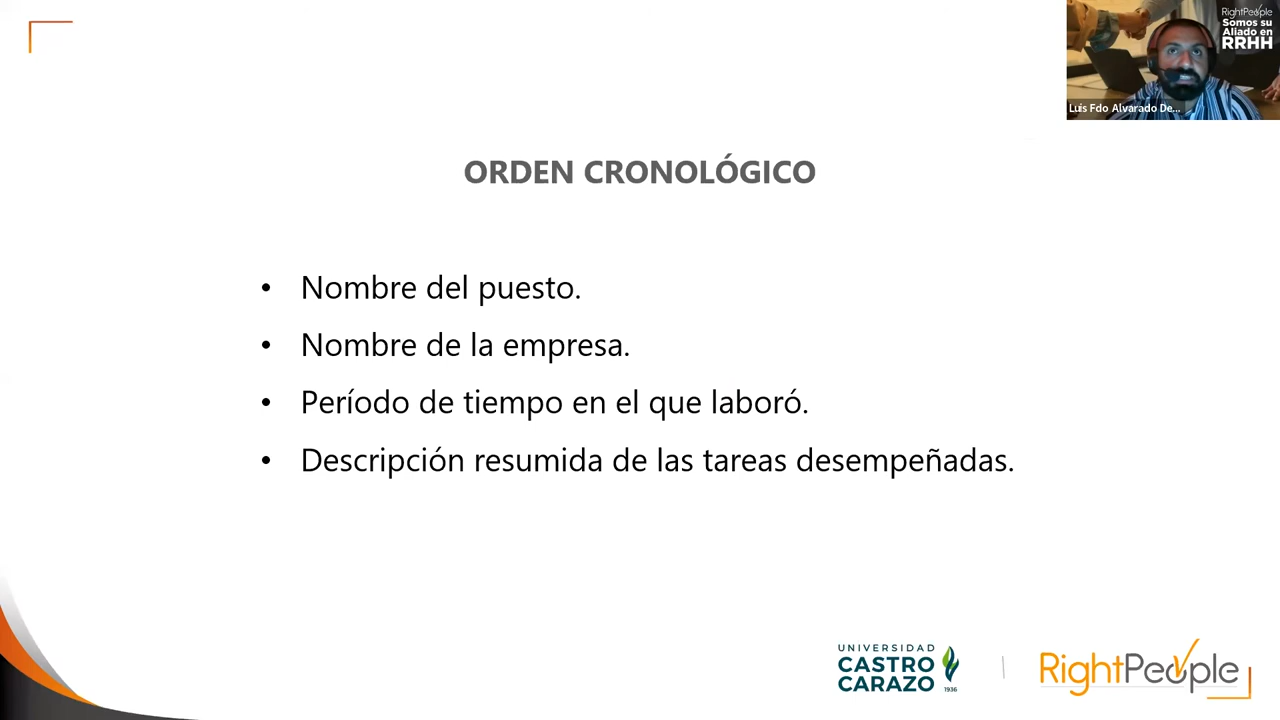 RightPeople
Somos su
Aliado en
RRHH
Luis Fdo Alvarado De...
ORDEN CRONOLÓGICO
• Nombre del puesto.
• Nombre de la empresa.
• Período de tiempo en el que laboró.
• Descripción resumida de las tareas desempeñadas.
UNIVERSIDAD
CASTRO
CARAZO
1936
RightPeople